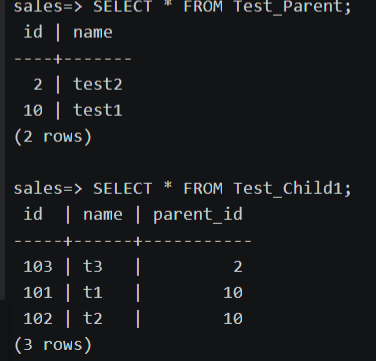 sales=> SELECT * FROM Test_Parent;
 id | name
----+-------
  2 | test2
 10 | test1
(2 rows)

sales=> SELECT * FROM Test_Child1;
 id  | name | parent_id
-----+------+-----------
 103 | t3   |         2
 101 | t1   |        10
 102 | t2   |        10
(3 rows)